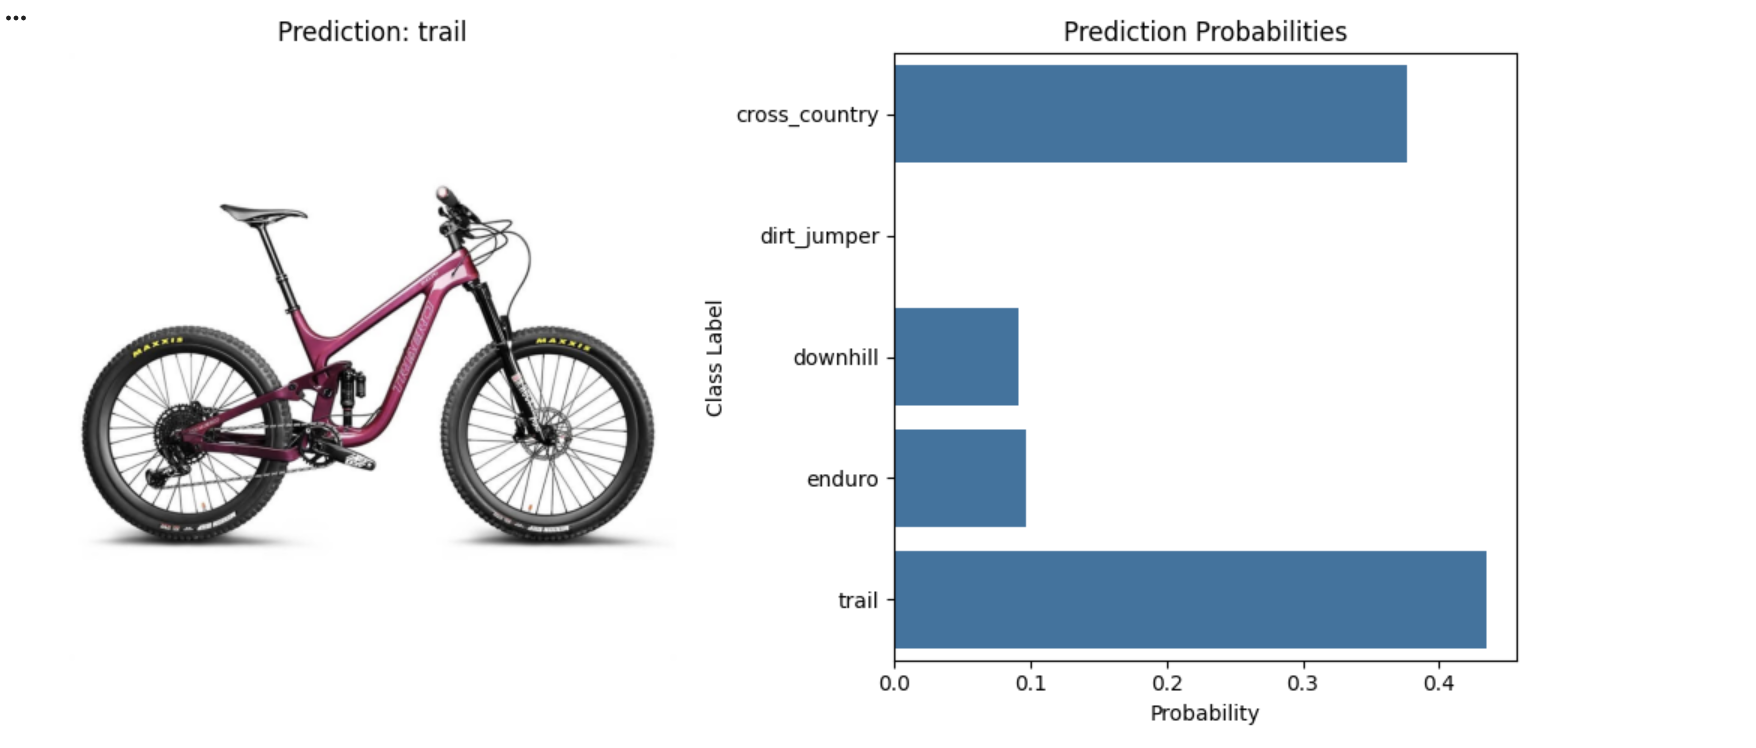 ...
Prediction: trail
MAXXIS
MAXXIS
Prediction Probabilities
Class Label
cross_country
dirt_jumper
downhill
enduro
trail
0.0 0.1 0.2 0.3 0.4
Probability